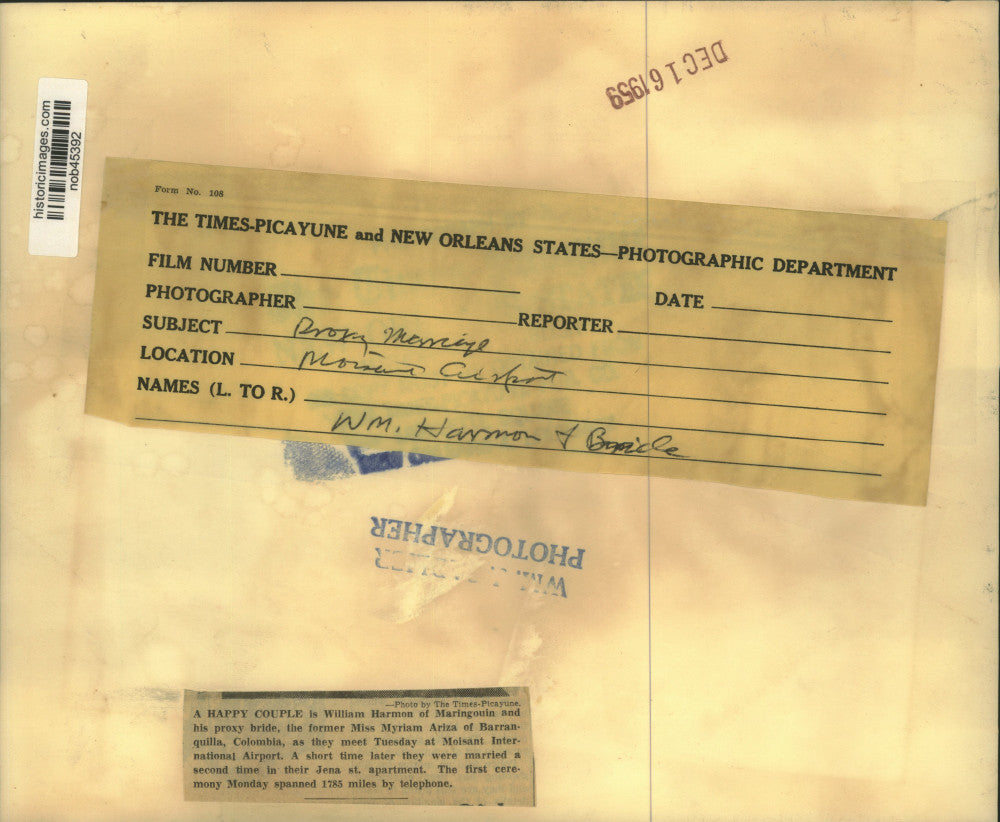 DEC 16 1959
historicimages.com
nob45392
Form No. 108
THE TIMES-PICAYUNE and NEW ORLEANS STATES—PHOTOGRAPHIC DEPARTMENT
FILM NUMBER
DATE
PHOTOGRAPHER
REPORTER
SUBJECT Proxy Marriage
LOCATION Moisant Airport
NAMES (L. TO R.)
WM. Harmon & Bride
PHOTOGRAPHER
WM. J.
—Photo by The Times-Picayune.
A HAPPY COUPLE is William Harmon of Maringouin and
his proxy bride, the former Miss Myriam Ariza of Barran-
quilla, Colombia, as they meet Tuesday at Moisant Inter-
national Airport. A short time later they were married a
second time in their Jena st. apartment. The first cere-
mony Monday spanned 1785 miles by telephone.